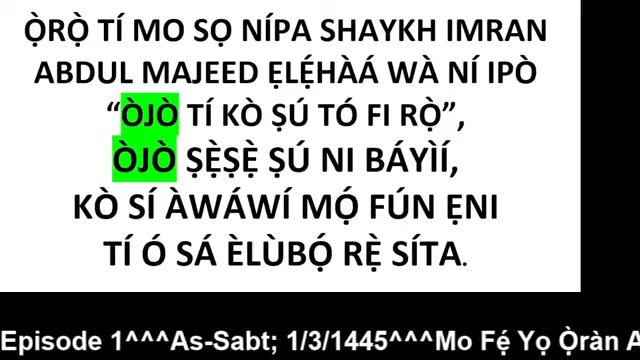 Ọ̀RỌ̀ TÍ MO SỌ NÍPA SHAYKH IMRAN
ABDUL MAJEED ẸLẸ́HÀÁ WÀ NÍ IPÒ
“ÒJÒ TÍ KÒ ṢÚ TÓ FI RỌ̀”,
ÒJÒ ṢẸ̀ṢẸ̀ ṢÚ NI BÁYÌÍ,
KÒ SÍ ÀWÁWÍ MỌ́ FÚN ẸNI
TÍ Ó SÁ ÈLÙBỌ́ RẸ̀ SÍTA.
Episode 1^^^As-Sabt; 1/3/1445^^^Mo Fẹ́ Yọ Ọ̀ràn A